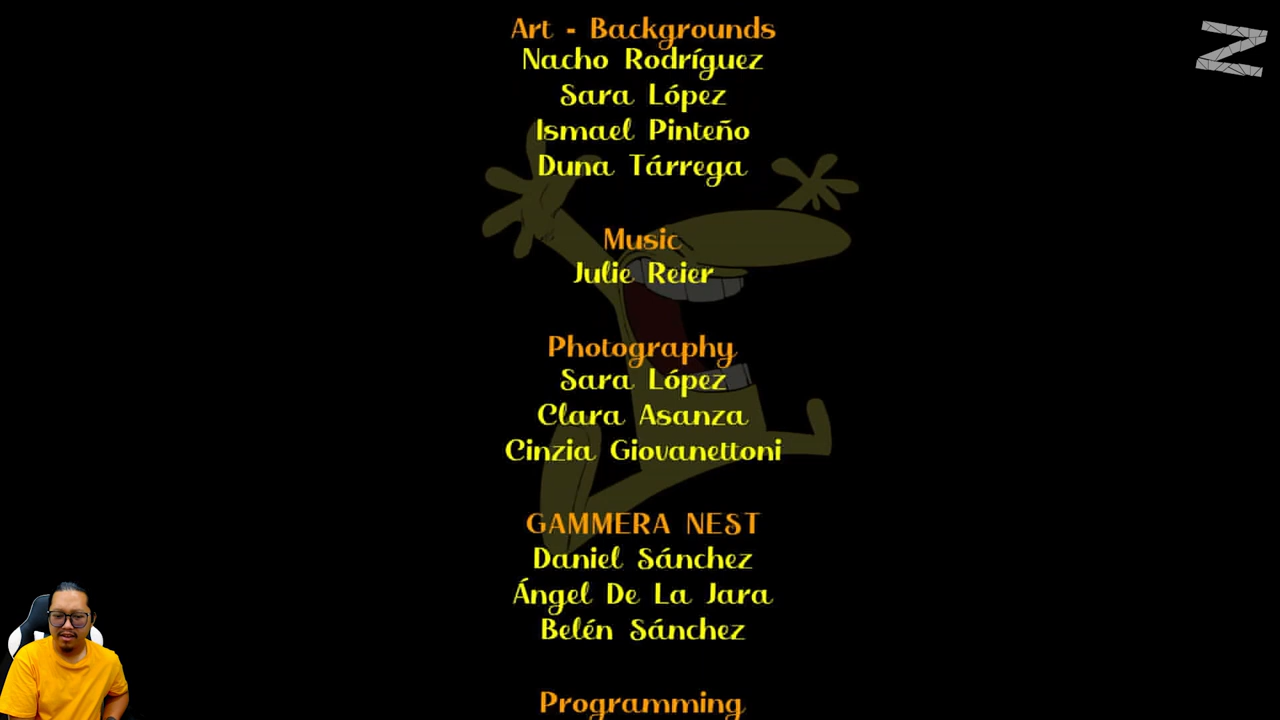 Art - Backgrounds
Nacho Rodríguez
Sara López
Ismael Pinteño
Duna Tárrega
Music
Julie Reier
Photography
Sara López
Clara Asanza
Cinzia Giovanettoni
GAMMERA NEST
Daniel Sánchez
Ángel De La Jara
Belén Sánchez
Programming
Z